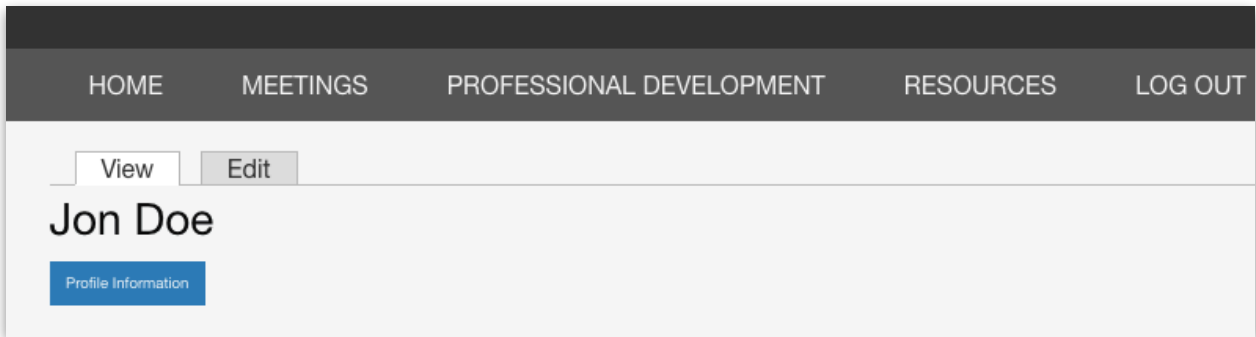 HOME MEETINGS PROFESSIONAL DEVELOPMENT RESOURCES LOG OUT
View Edit
Jon Doe
Profile Information